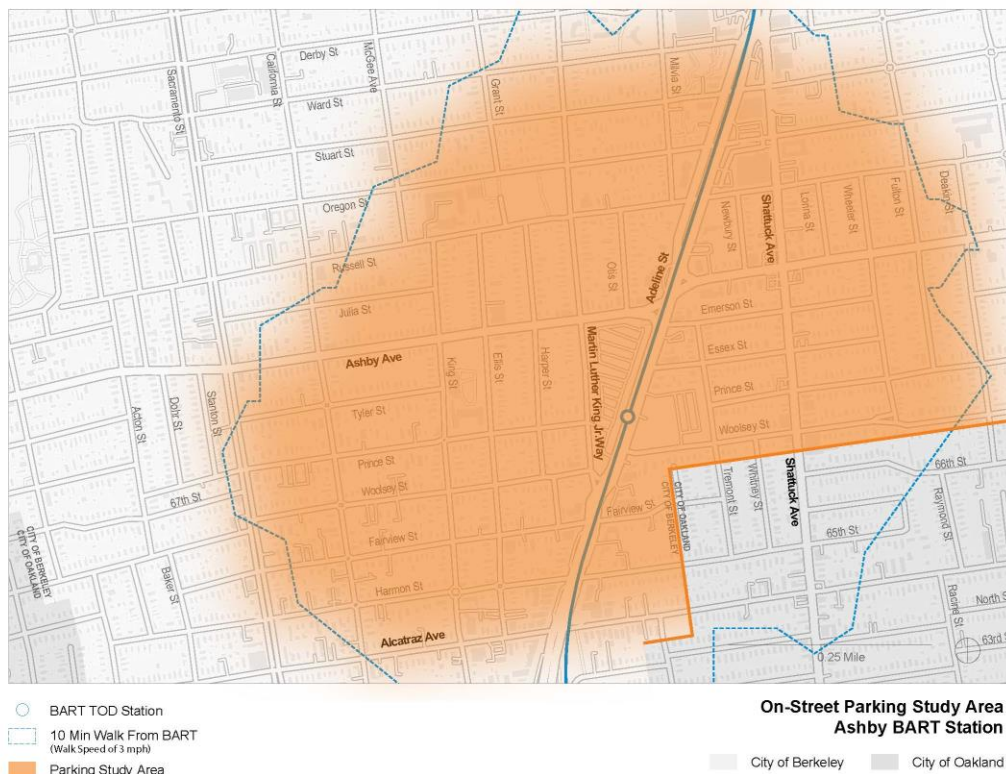 Derby St
McGee Ave
California St
Sacramento St
Ward St
Grant St
Milvia St
Stuart St
Oregon St
Russell St
Julia St
Ashby Ave
Otis St
Adeline St
Newbury St
Shattuck Ave
Lorina St
Wheeler St
Fulton St
Deakin St
Emerson St
Essex St
Prince St
Woolsey St
Martin Luther King Jr.Way
Harper St
Ellis St
King St
Tyler St
Stanton St
Dohr St
Acton St
Prince St
Woolsey St
67th St
Fairview St
Fairview St
Harmon St
Alcatraz Ave
Baker St
CITY OF BERKELEY
CITY OF OAKLAND
CITY OF OAKLAND
CITY OF BERKELEY
Tremont St
Whitney St
Shattuck Ave
66th St
65th St
Raymond St
Racine St
North S
63rd S
0.25 Mile
BART TOD Station
10 Min Walk From BART
(Walk Speed of 3 mph)
Parking Study Area
On-Street Parking Study Area
Ashby BART Station
City of Berkeley
City of Oakland